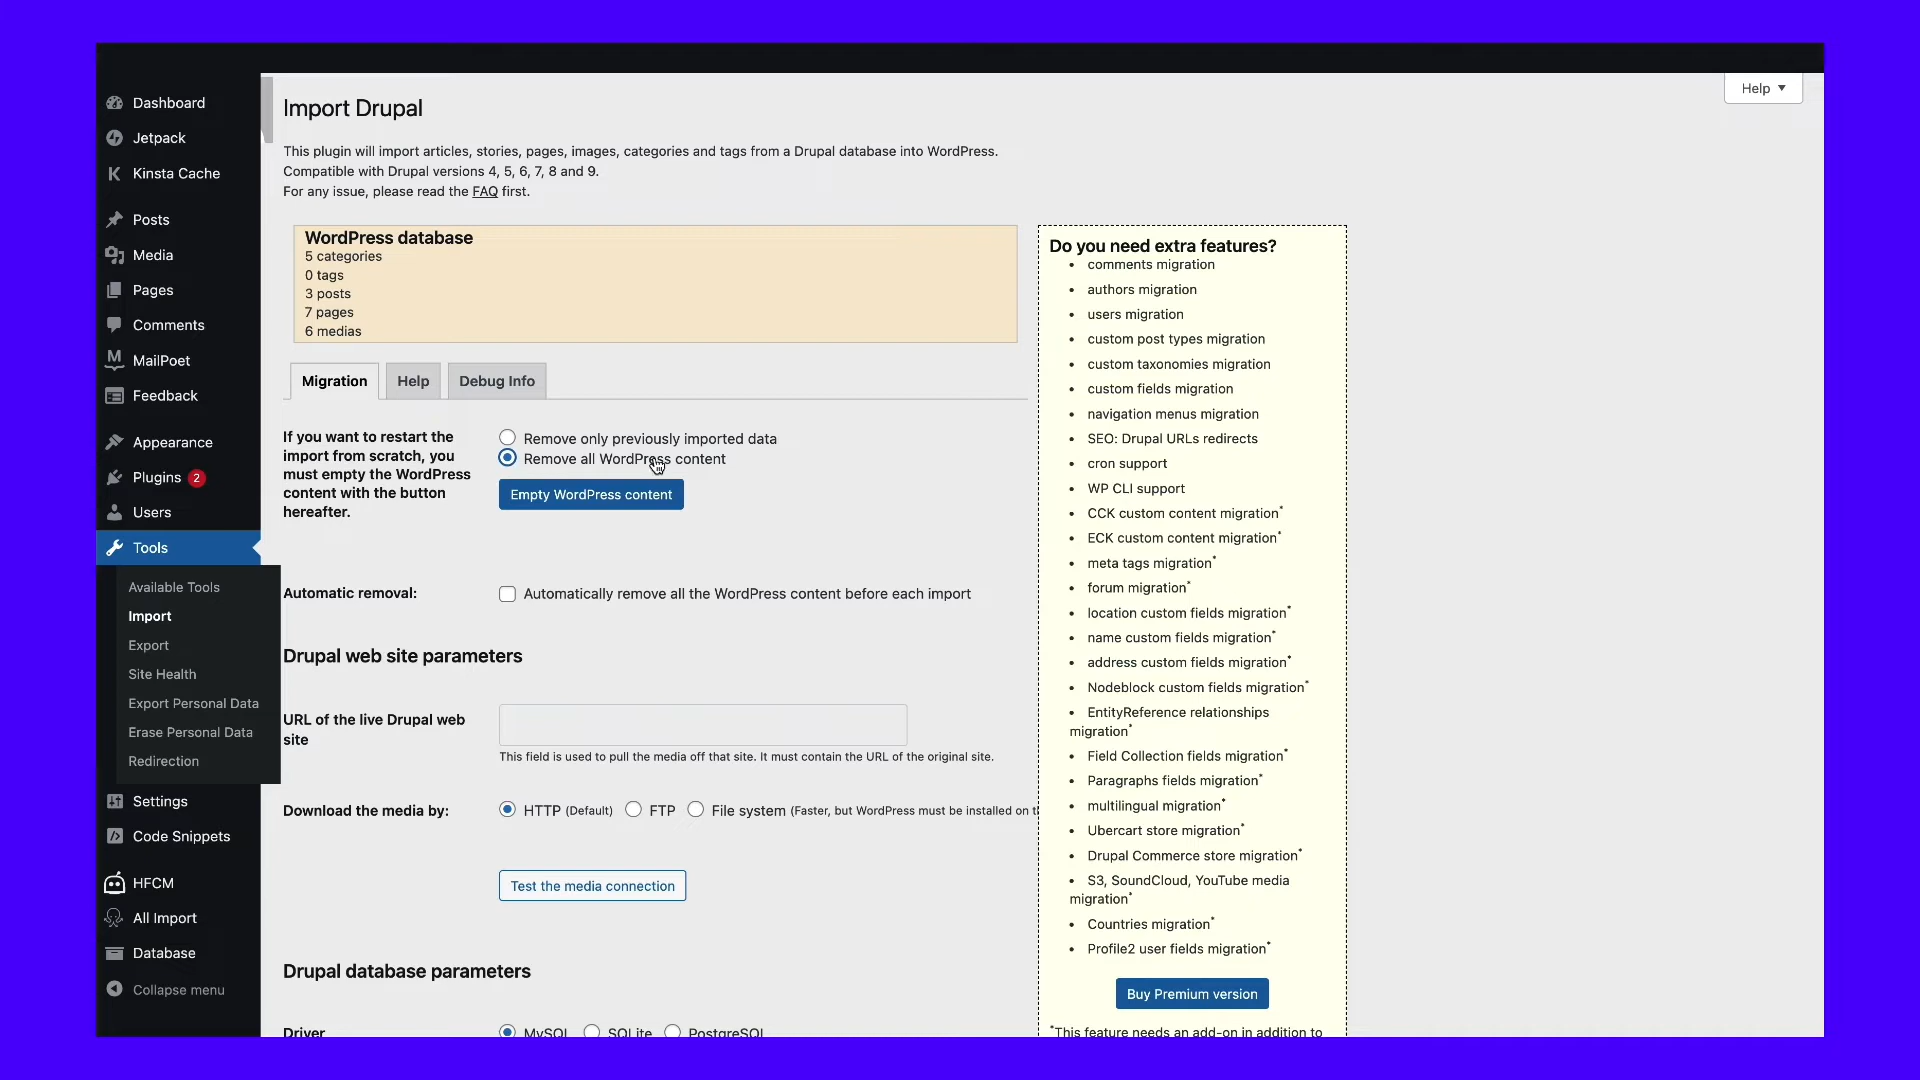 Dashboard
Jetpack
Kinsta Cache
Posts
Media
Pages
Comments
MailPoet
Feedback
Appearance
Plugins 2
Users
Tools
Available Tools
Import
Export
Site Health
Export Personal Data
Erase Personal Data
Redirection
Settings
Code Snippets
HFCM
All Import
Database
Collapse menu
Help
Import Drupal
This plugin will import articles, stories, pages, images, categories and tags from a Drupal database into WordPress.
Compatible with Drupal versions 4, 5, 6, 7, 8 and 9.
For any issue, please read the FAQ first.
WordPress database
5 categories
0 tags
3 posts
7 pages
6 medias
Migration
Help
Debug Info
If you want to restart the
import from scratch, you
must empty the WordPress
content with the button
hereafter.
Remove only previously imported data
Remove all WordPress content
Empty WordPress content
Automatic removal:
Automatically remove all the WordPress content before each import
Drupal web site parameters
URL of the live Drupal web
site
This field is used to pull the media off that site. It must contain the URL of the original site.
Download the media by:
HTTP (Default)
FTP
File system (Faster, but WordPress must be installed on
Test the media connection
Drupal database parameters
Driver
MySQL
SQLite
PostgreSQL
Do you need extra features?
• comments migration
• authors migration
• users migration
• custom post types migration
• custom taxonomies migration
• custom fields migration
• navigation menus migration
• SEO: Drupal URLs redirects
• cron support
• WP CLI support
• CCK custom content migration*
• ECK custom content migration*
• meta tags migration*
• forum migration*
• location custom fields migration*
• name custom fields migration*
• address custom fields migration*
• Nodeblock custom fields migration*
• EntityReference relationships
migration*
• Field Collection fields migration*
• Paragraphs fields migration*
• multilingual migration*
• Ubercart store migration*
• Drupal Commerce store migration*
• S3, SoundCloud, YouTube media
migration*
• Countries migration*
• Profile2 user fields migration*
Buy Premium version
*This feature needs an add-on in addition to